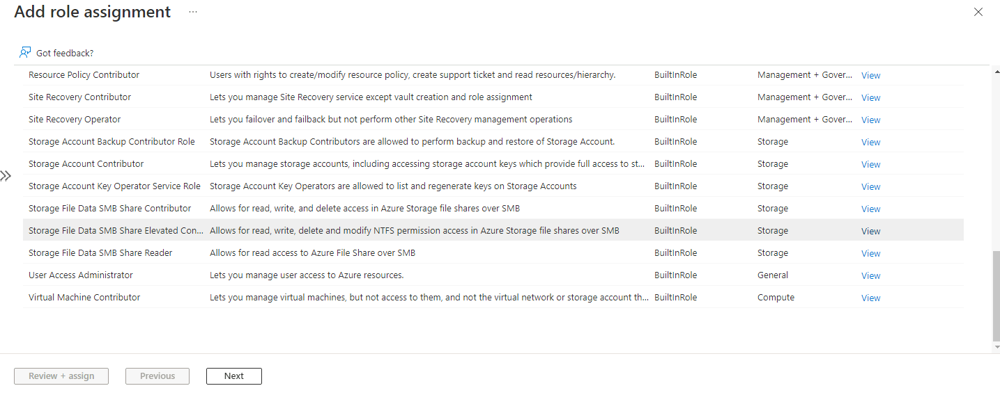 Add role assignment ...
Got feedback?
Resource Policy Contributor Users with rights to create/modify resource policy, create support ticket and read resources/hierarchy. BuiltInRole Management + Gover... View
Site Recovery Contributor Lets you manage Site Recovery service except vault creation and role assignment BuiltInRole Management + Gover... View
Site Recovery Operator Lets you failover and failback but not perform other Site Recovery management operations BuiltInRole Management + Gover... View
Storage Account Backup Contributor Role Storage Account Backup Contributors are allowed to perform backup and restore of Storage Account. BuiltInRole Storage View
Storage Account Contributor Lets you manage storage accounts, including accessing storage account keys which provide full access to st... BuiltInRole Storage View
Storage Account Key Operator Service Role Storage Account Key Operators are allowed to list and regenerate keys on Storage Accounts BuiltInRole Storage View
Storage File Data SMB Share Contributor Allows for read, write, and delete access in Azure Storage file shares over SMB BuiltInRole Storage View
Storage File Data SMB Share Elevated Con... Allows for read, write, delete and modify NTFS permission access in Azure Storage file shares over SMB BuiltInRole Storage View
Storage File Data SMB Share Reader Allows for read access to Azure File Share over SMB BuiltInRole Storage View
User Access Administrator Lets you manage user access to Azure resources. BuiltInRole General View
Virtual Machine Contributor Lets you manage virtual machines, but not access to them, and not the virtual network or storage account th... BuiltInRole Compute View
Review + assign Previous Next